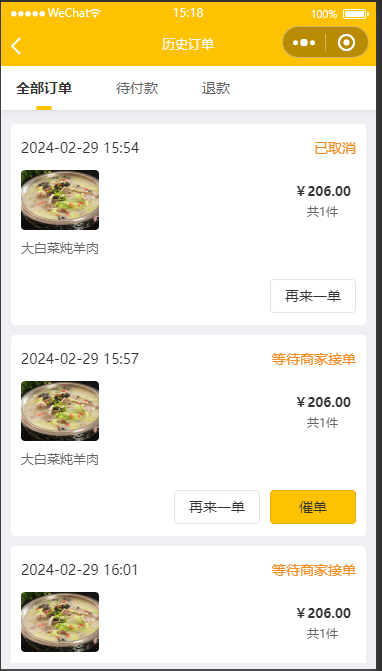 WeChat 15:18 100%
历史订单
全部订单 待付款 退款
2024-02-29 15:54 已取消
￥206.00
共1件
大白菜炖羊肉
再来一单
2024-02-29 15:57 等待商家接单
￥206.00
共1件
大白菜炖羊肉
再来一单 催单
2024-02-29 16:01 等待商家接单
￥206.00
共1件